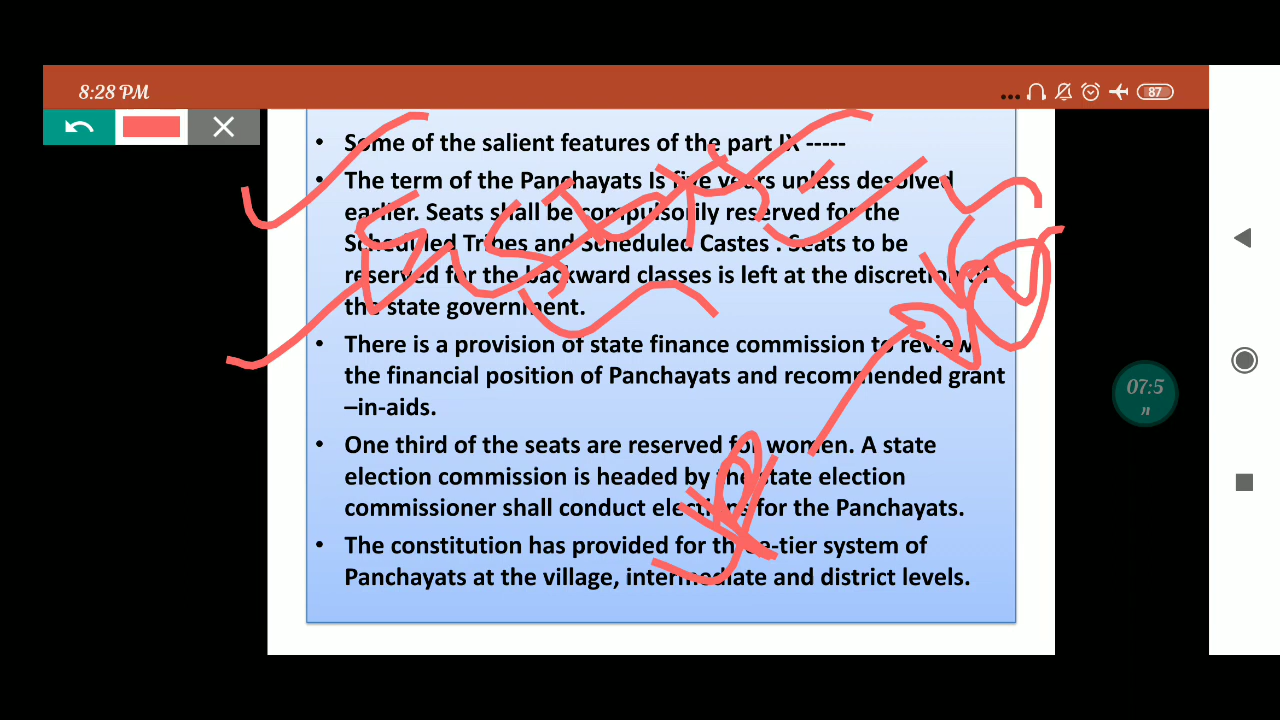 8:28 PM
... 87
• Some of the salient features of the part IX -----
• The term of the Panchayats Is five years unless desolved
earlier. Seats shall be compulsorily reserved for the
Scheduled Tribes and Scheduled Castes . Seats to be
reserved for the backward classes is left at the discretion of
the state government.
• There is a provision of state finance commission to review
the financial position of Panchayats and recommended grant
–in-aids.
• One third of the seats are reserved for women. A state
election commission is headed by the state election
commissioner shall conduct elections for the Panchayats.
• The constitution has provided for three-tier system of
Panchayats at the village, intermediate and district levels.
07:5